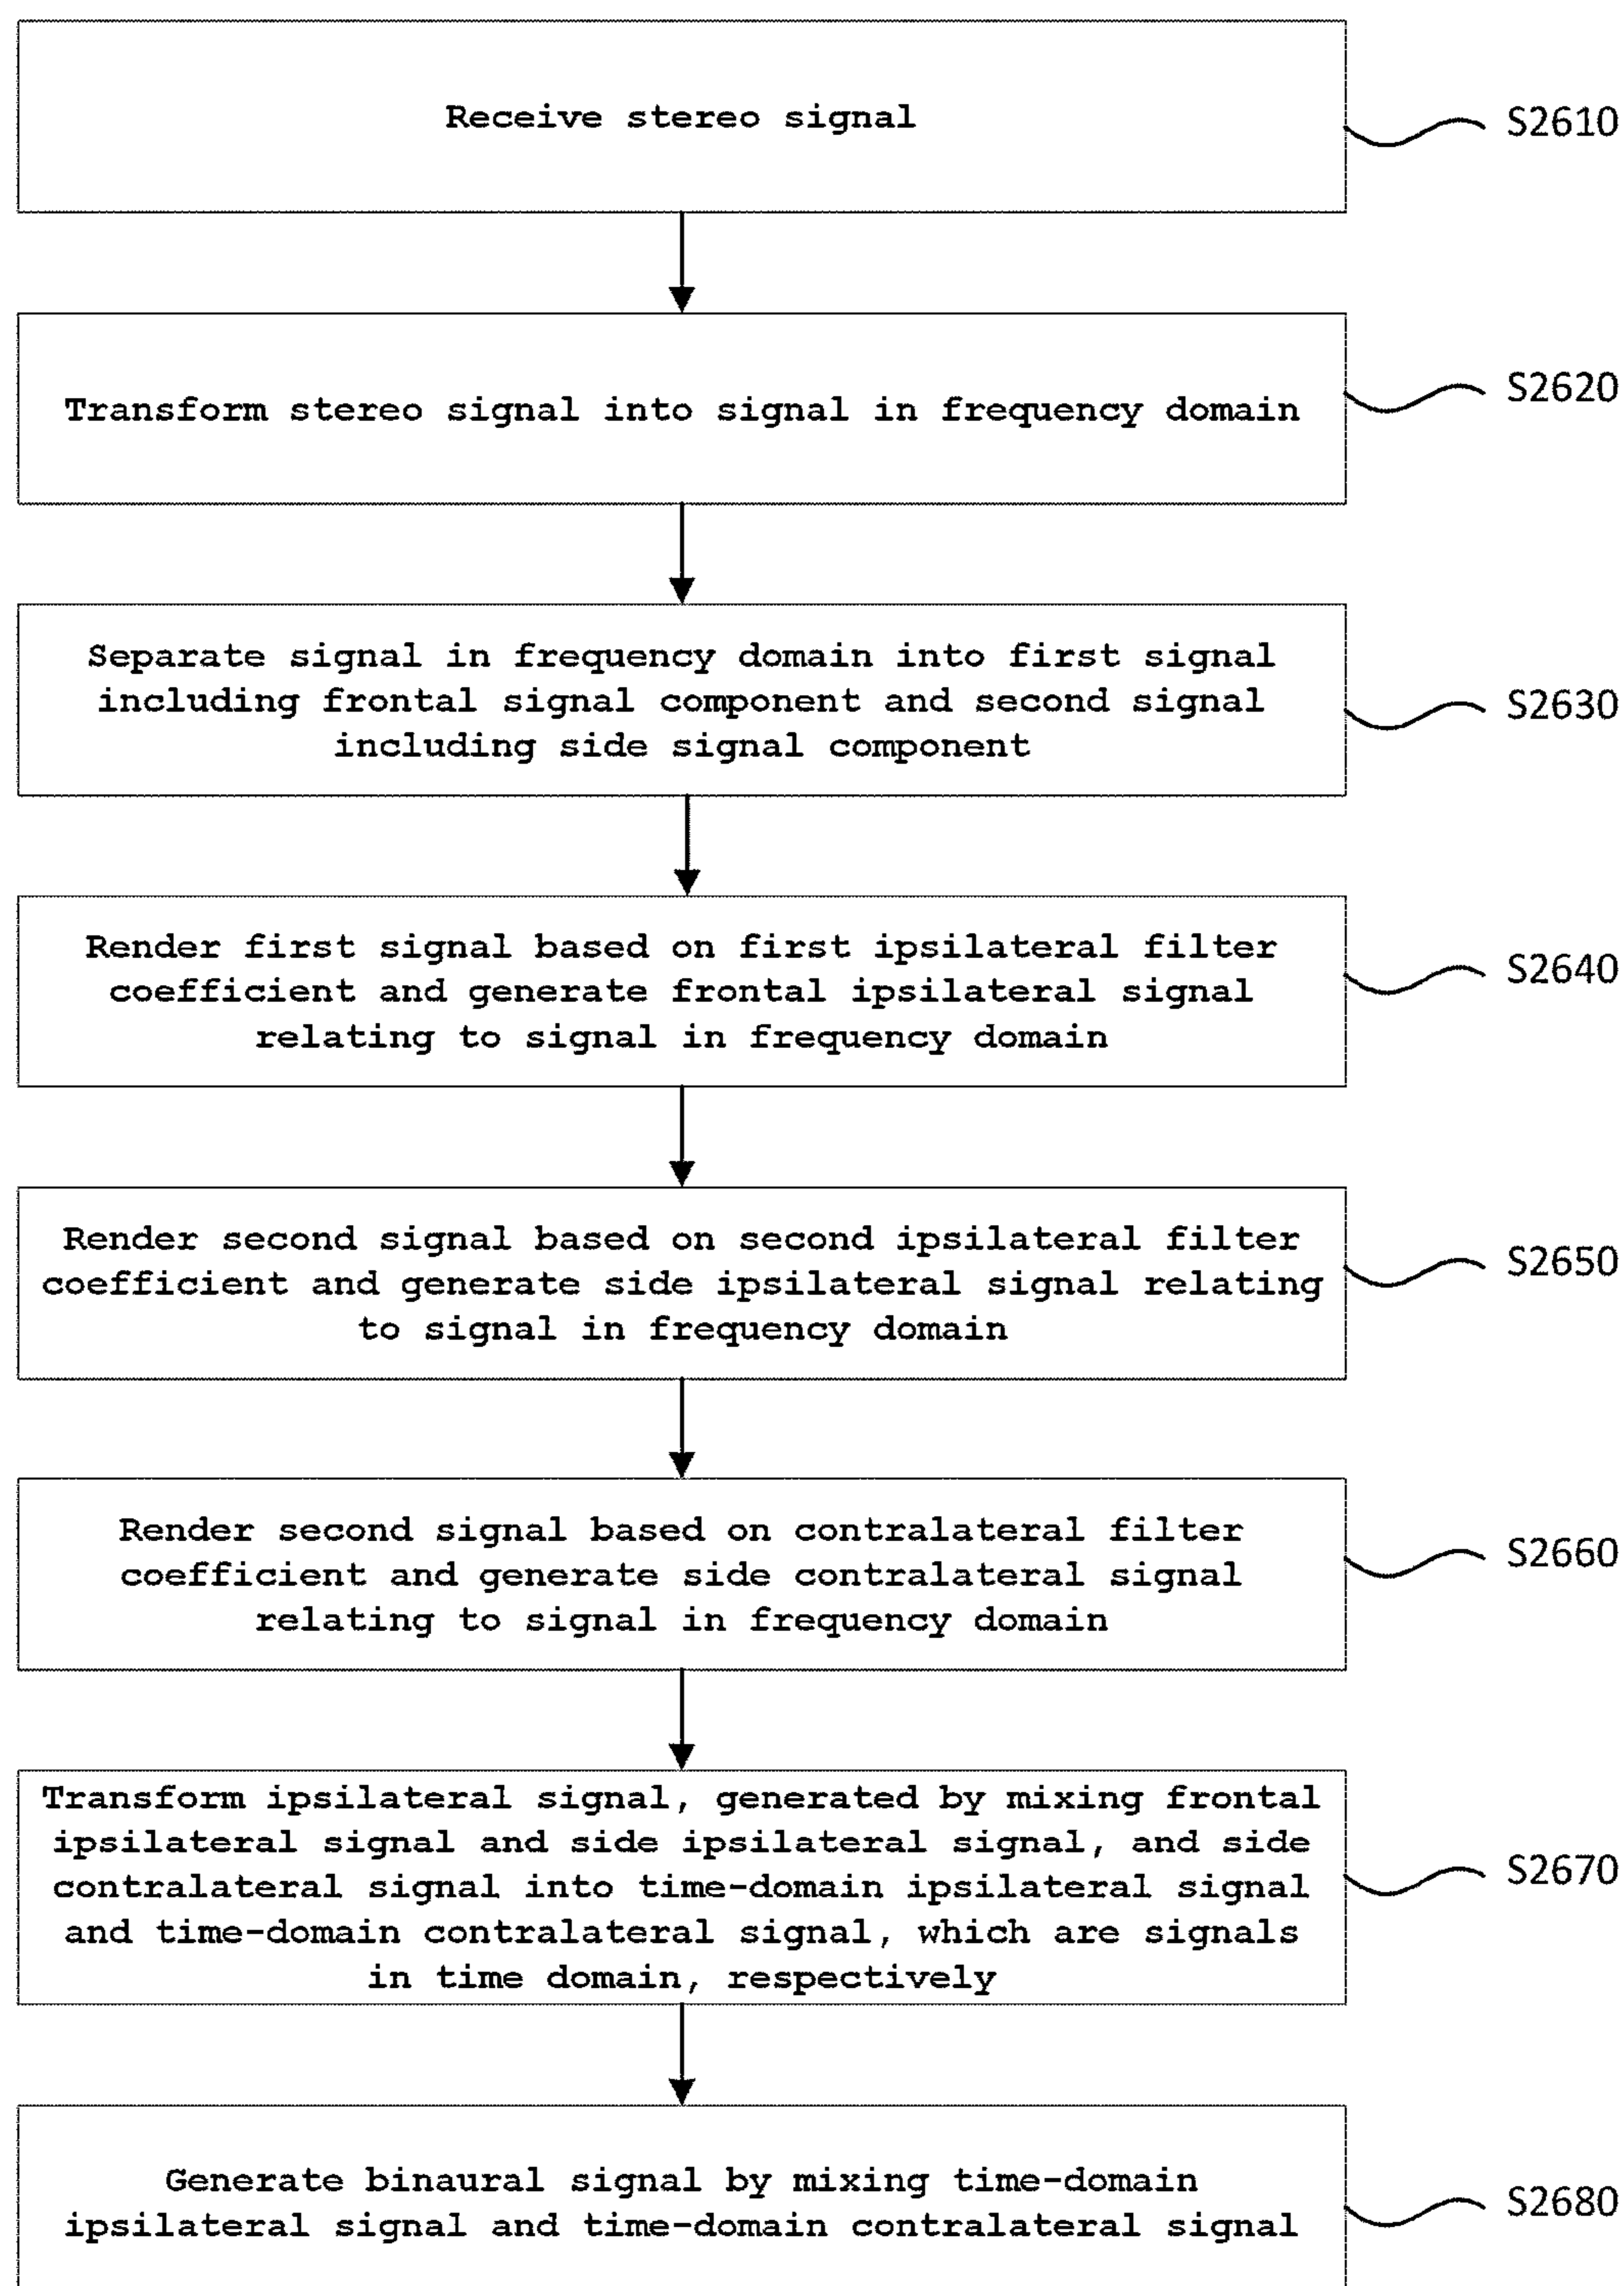 Receive stereo signal
S2610
Transform stereo signal into signal in frequency domain
S2620
Separate signal in frequency domain into first signal
including frontal signal component and second signal
including side signal component
S2630
Render first signal based on first ipsilateral filter
coefficient and generate frontal ipsilateral signal
relating to signal in frequency domain
S2640
Render second signal based on second ipsilateral filter
coefficient and generate side ipsilateral signal relating
to signal in frequency domain
S2650
Render second signal based on contralateral filter
coefficient and generate side contralateral signal
relating to signal in frequency domain
S2660
Transform ipsilateral signal, generated by mixing frontal
ipsilateral signal and side ipsilateral signal, and side
contralateral signal into time-domain ipsilateral signal
and time-domain contralateral signal, which are signals
in time domain, respectively
S2670
Generate binaural signal by mixing time-domain
ipsilateral signal and time-domain contralateral signal
S2680